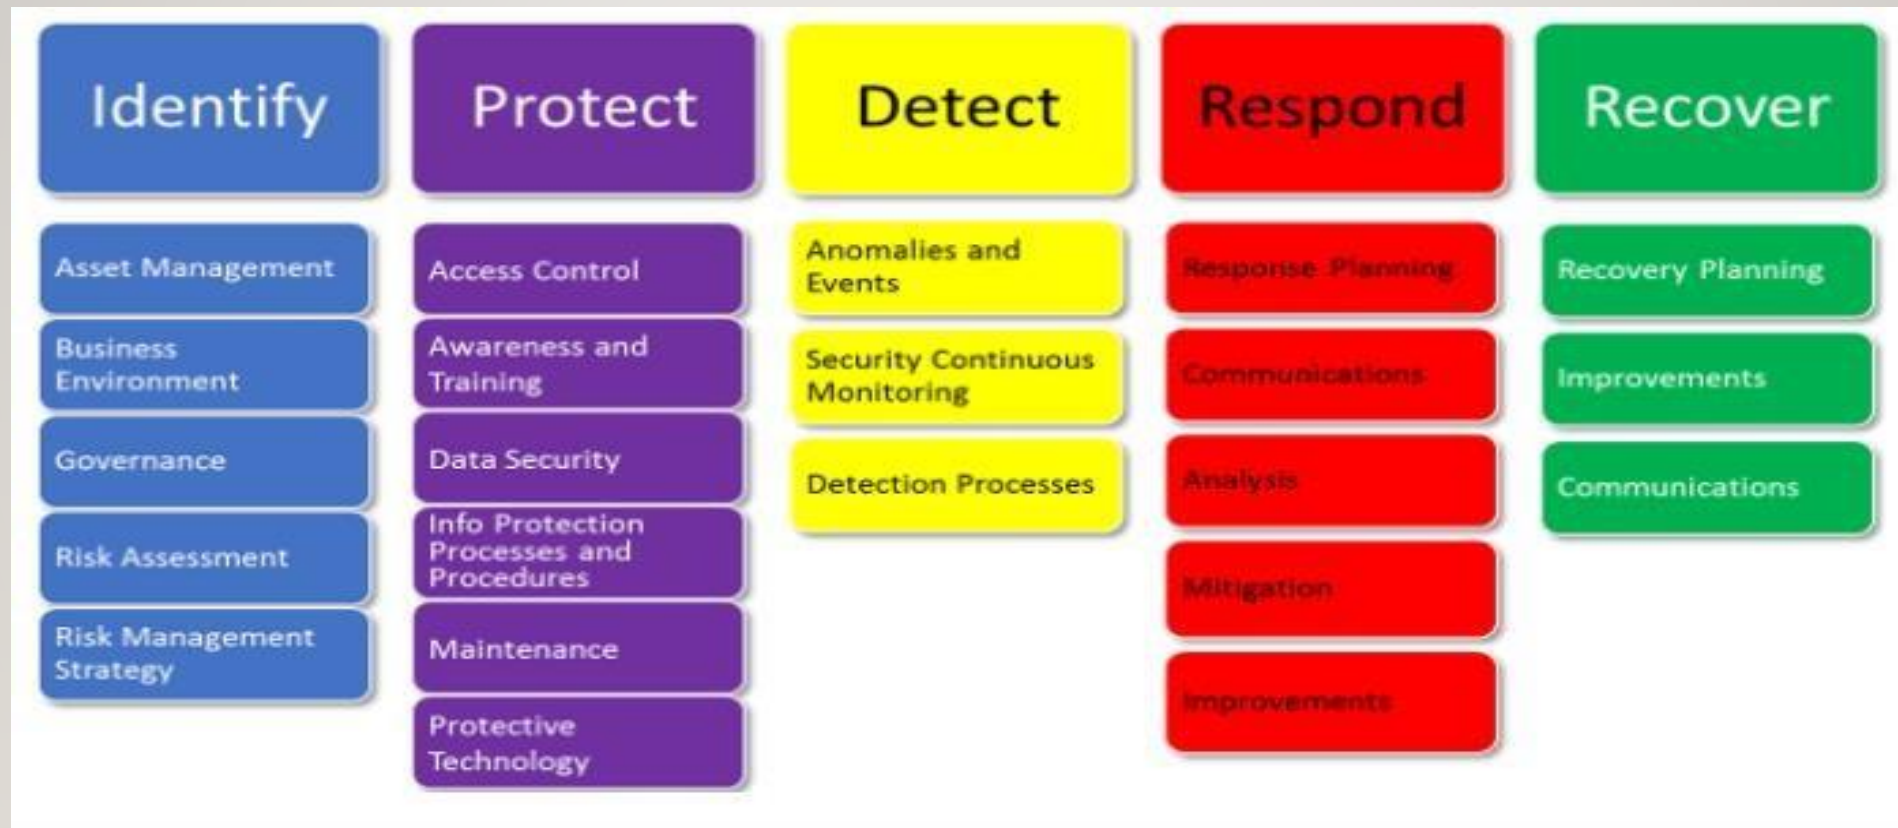 Identify
Protect
Detect
Respond
Recover
Asset Management
Business
Environment
Governance
Risk Assessment
Risk Management
Strategy
Access Control
Awareness and
Training
Data Security
Info Protection
Processes and
Procedures
Maintenance
Protective
Technology
Anomalies and
Events
Security Continuous
Monitoring
Detection Processes
Response Planning
Communications
Analysis
Mitigation
Improvements
Recovery Planning
Improvements
Communications